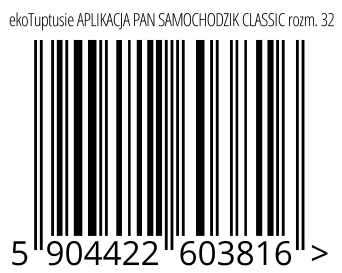 ekoTuptusie APLIKACJA PAN SAMOCHODZIK CLASSIC rozm. 32
5 904422 603816 >